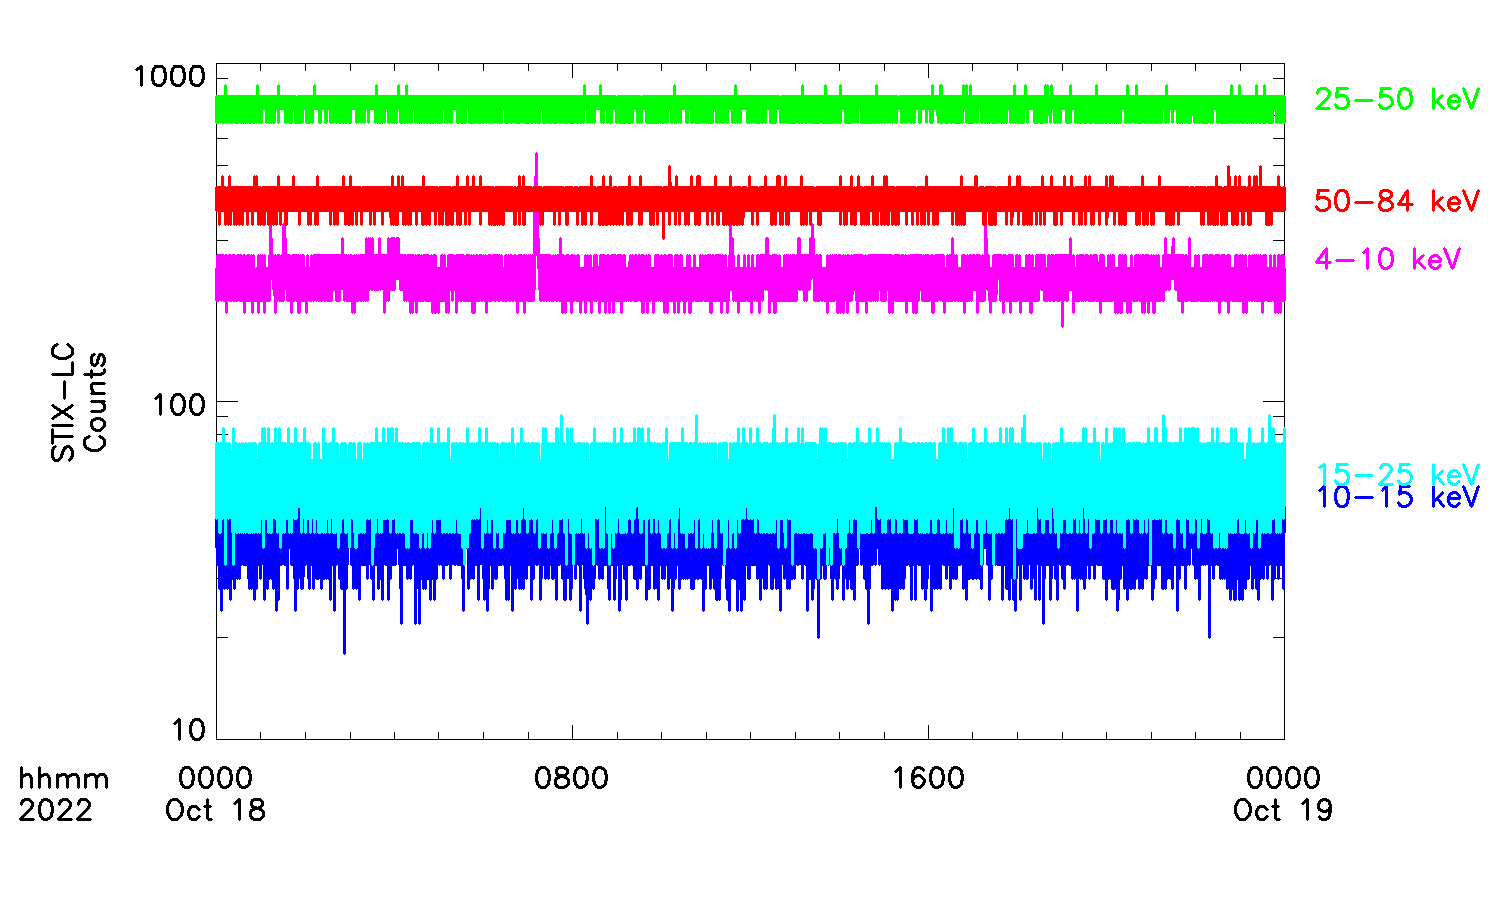 1000
25-50 keV
50-84 keV
4-10 keV
STIX-LC
Counts
100
15-25 keV
10-15 keV
10
hhmm 0000 0800 1600 0000
2022 Oct 18 Oct 19